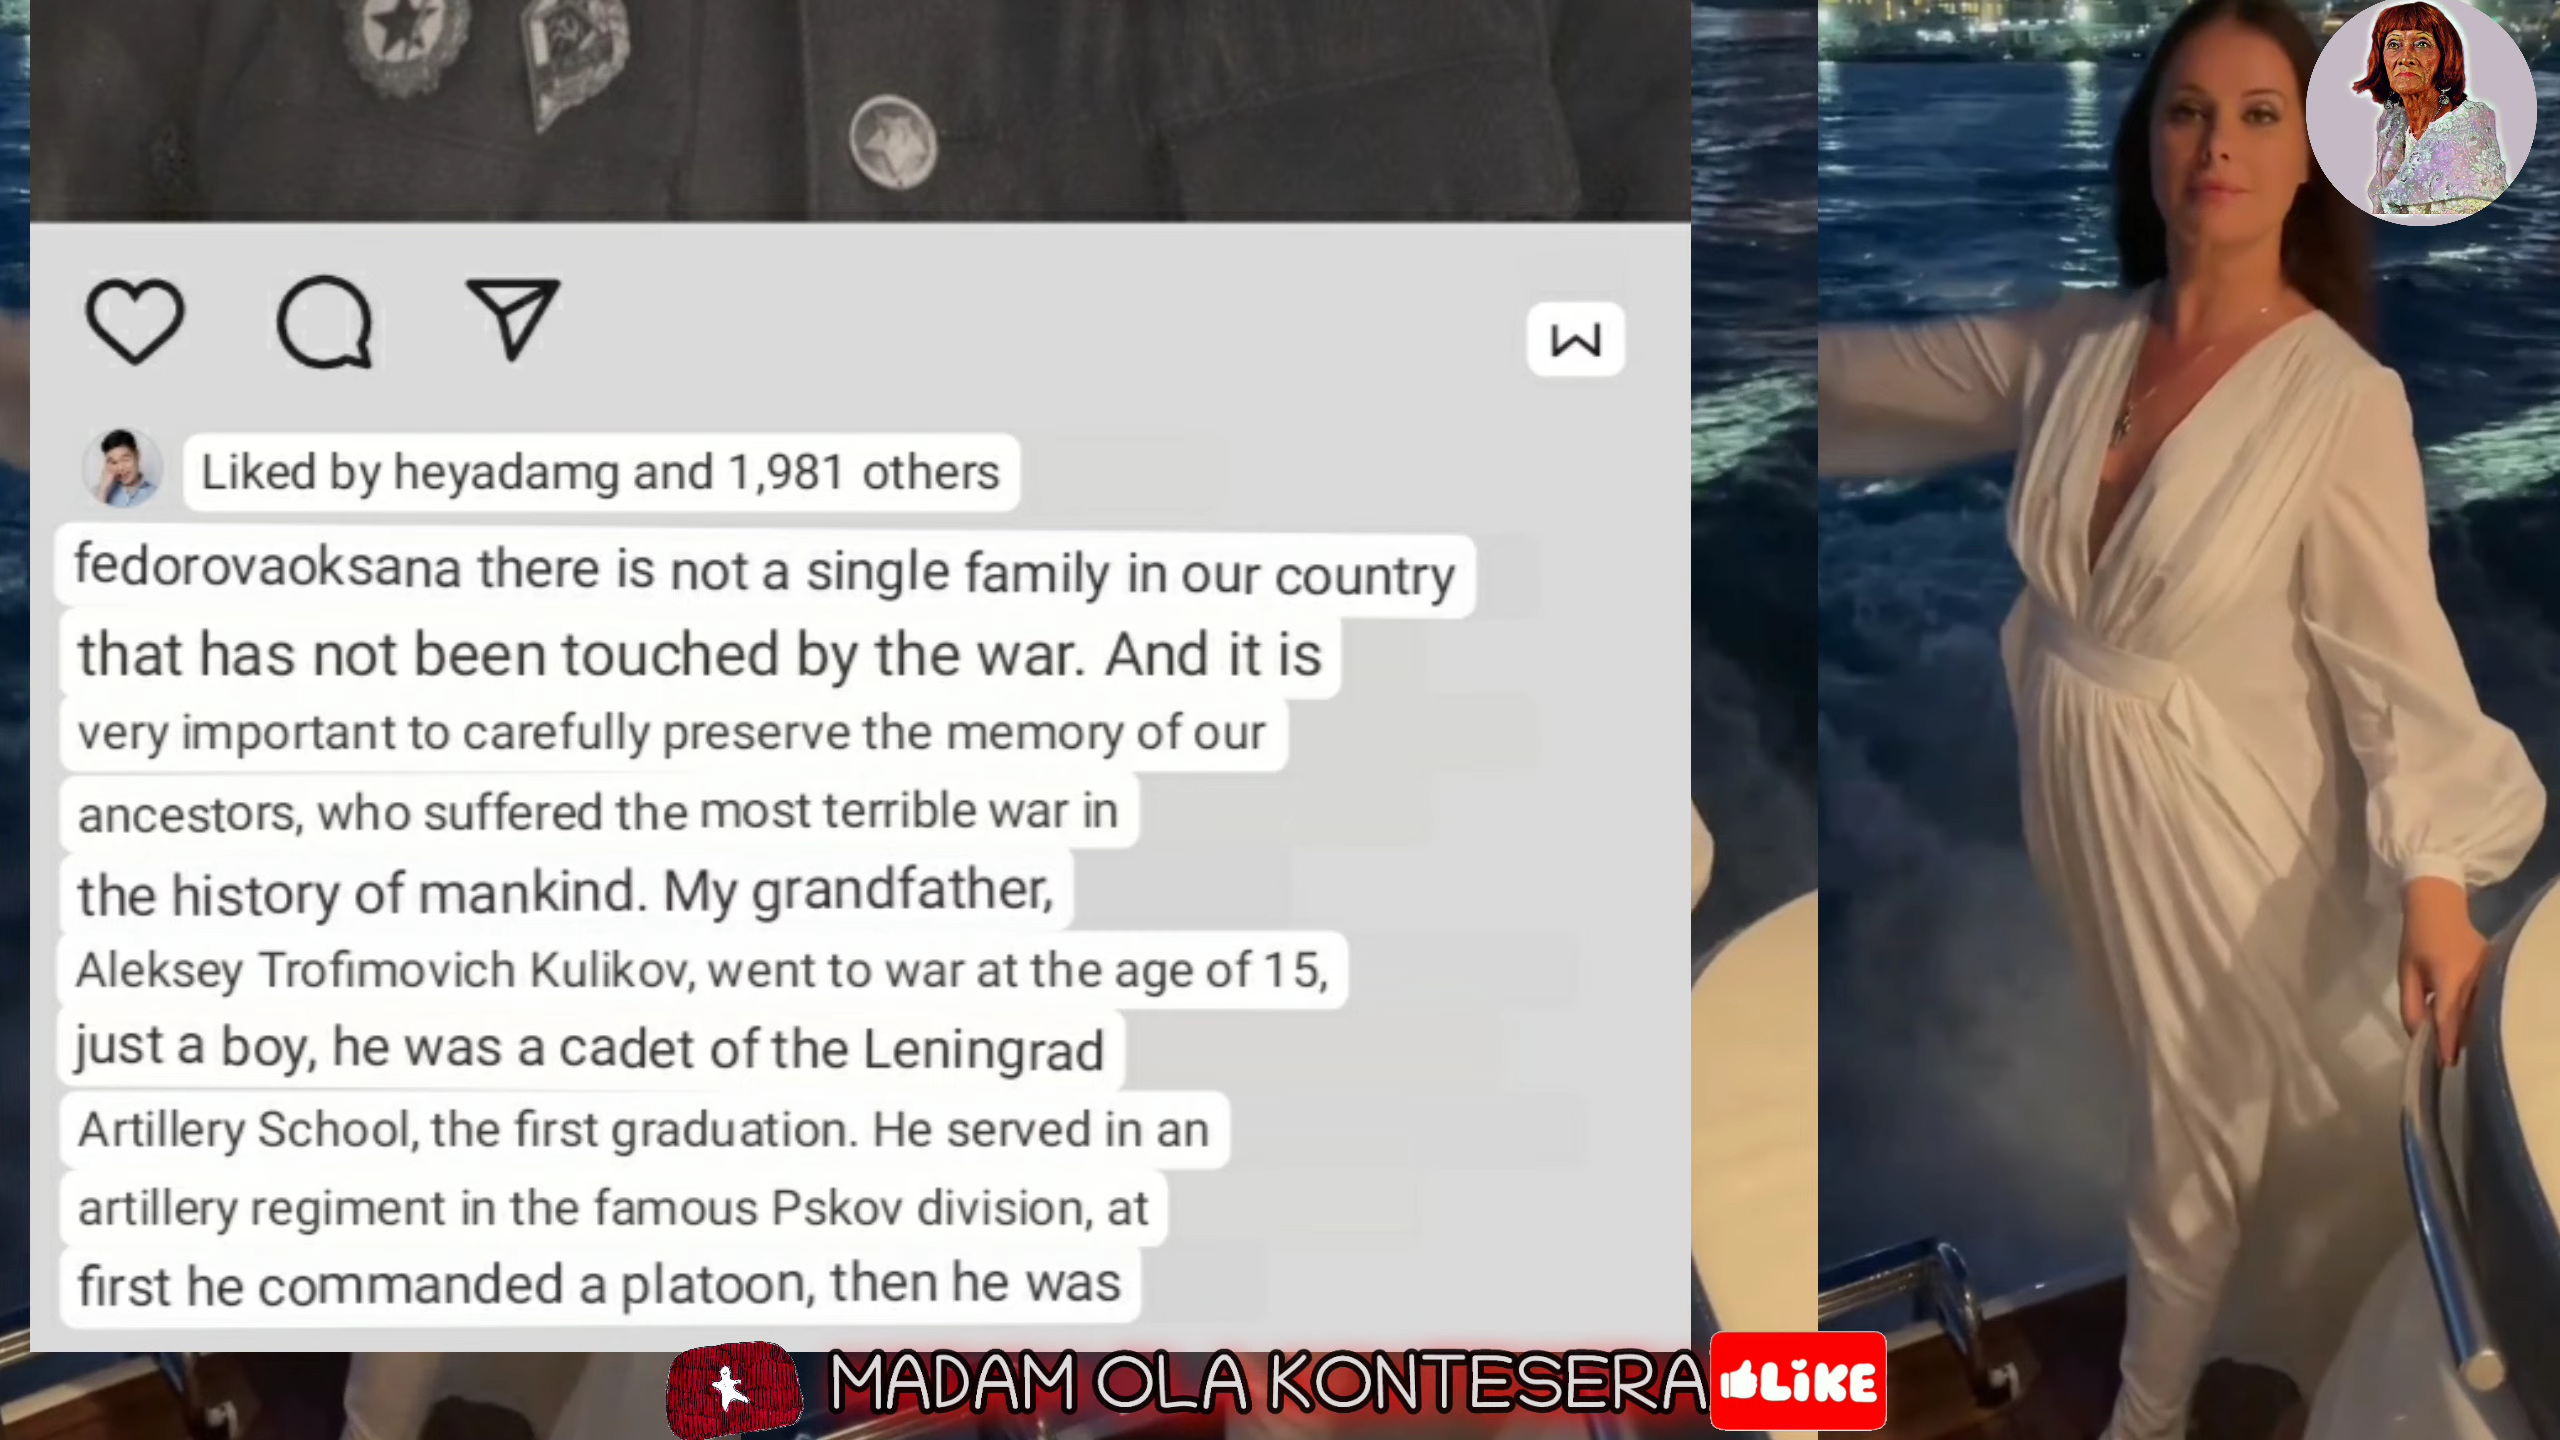 Liked by heyadamg and 1,981 others
fedorovaoksana there is not a single family in our country
that has not been touched by the war. And it is
very important to carefully preserve the memory of our
ancestors, who suffered the most terrible war in
the history of mankind. My grandfather,
Aleksey Trofimovich Kulikov, went to war at the age of 15,
just a boy, he was a cadet of the Leningrad
Artillery School, the first graduation. He served in an
artillery regiment in the famous Pskov division, at
first he commanded a platoon, then he was
MADAM OLA KONTESERA
LiKE